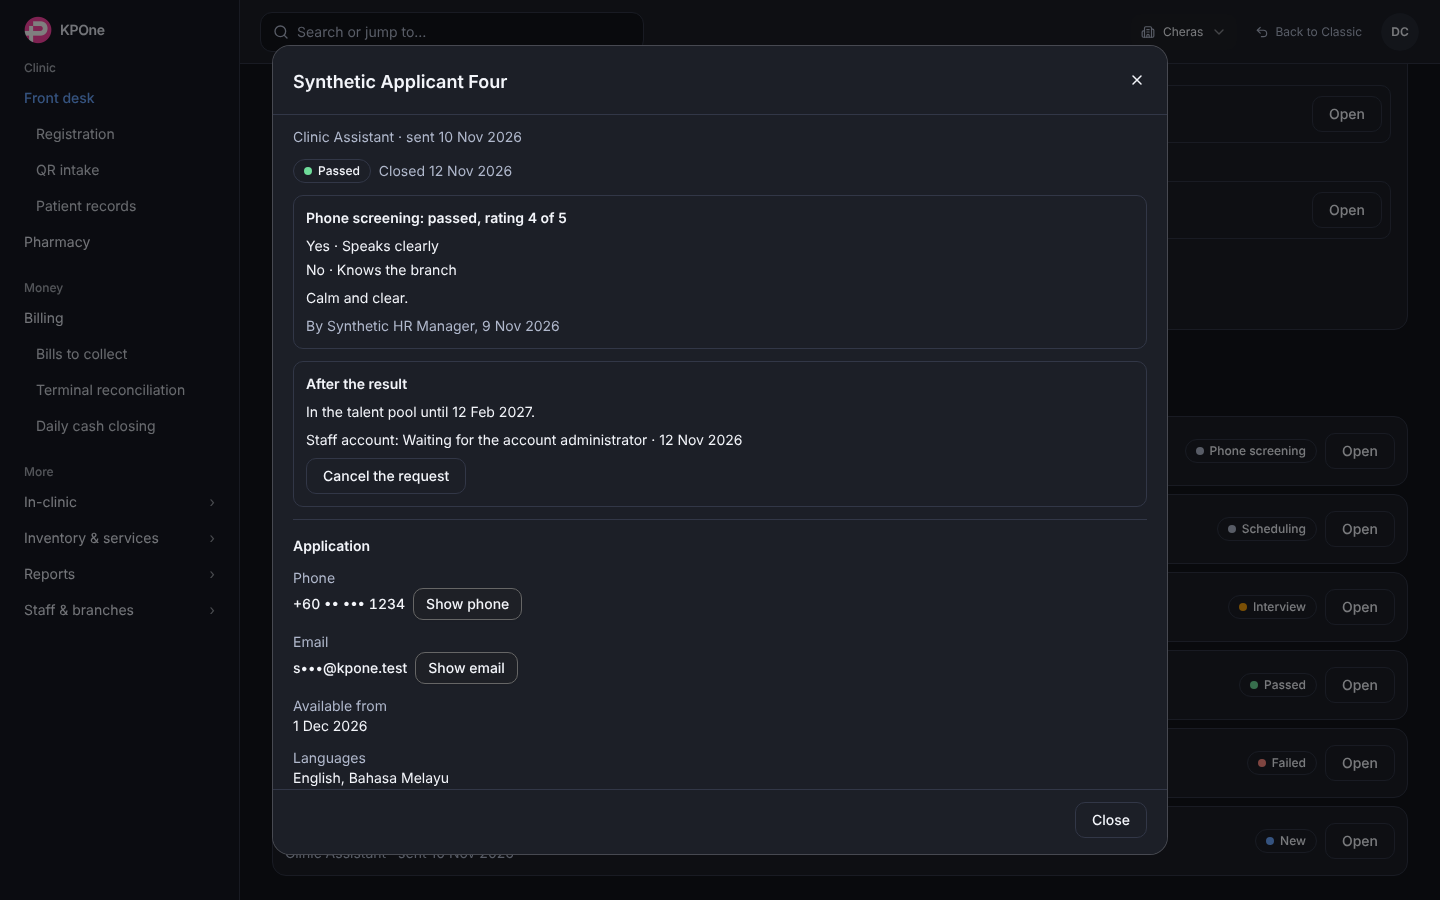 KPOne
Clinic
Front desk
Registration
QR intake
Patient records
Pharmacy
Money
Billing
Bills to collect
Terminal reconciliation
Daily cash closing
More
In-clinic
Inventory & services
Reports
Staff & branches
Search or jump to...
Cheras
Back to Classic
DC
Synthetic Applicant Four
Clinic Assistant · sent 10 Nov 2026
Passed
Closed 12 Nov 2026
Phone screening: passed, rating 4 of 5
Yes · Speaks clearly
No · Knows the branch
Calm and clear.
By Synthetic HR Manager, 9 Nov 2026
After the result
In the talent pool until 12 Feb 2027.
Staff account: Waiting for the account administrator · 12 Nov 2026
Cancel the request
Application
Phone
+60 •• ••• 1234
Show phone
Email
s•••@kpone.test
Show email
Available from
1 Dec 2026
Languages
English, Bahasa Melayu
Close
Open
Open
Phone screening
Open
Scheduling
Open
Interview
Open
Passed
Open
Failed
Open
New
Open
Clinic Assistant · sent 10 Nov 2026